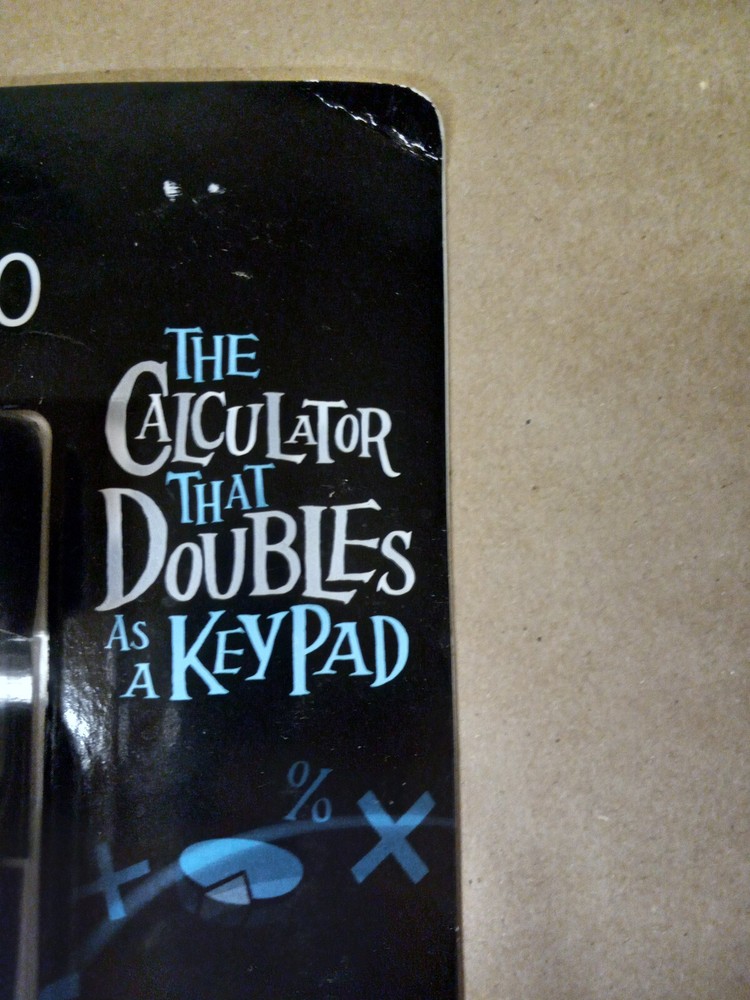 O
THE
CALCULATOR
THAT
DOUBLES
AS
A KEYPAD
%